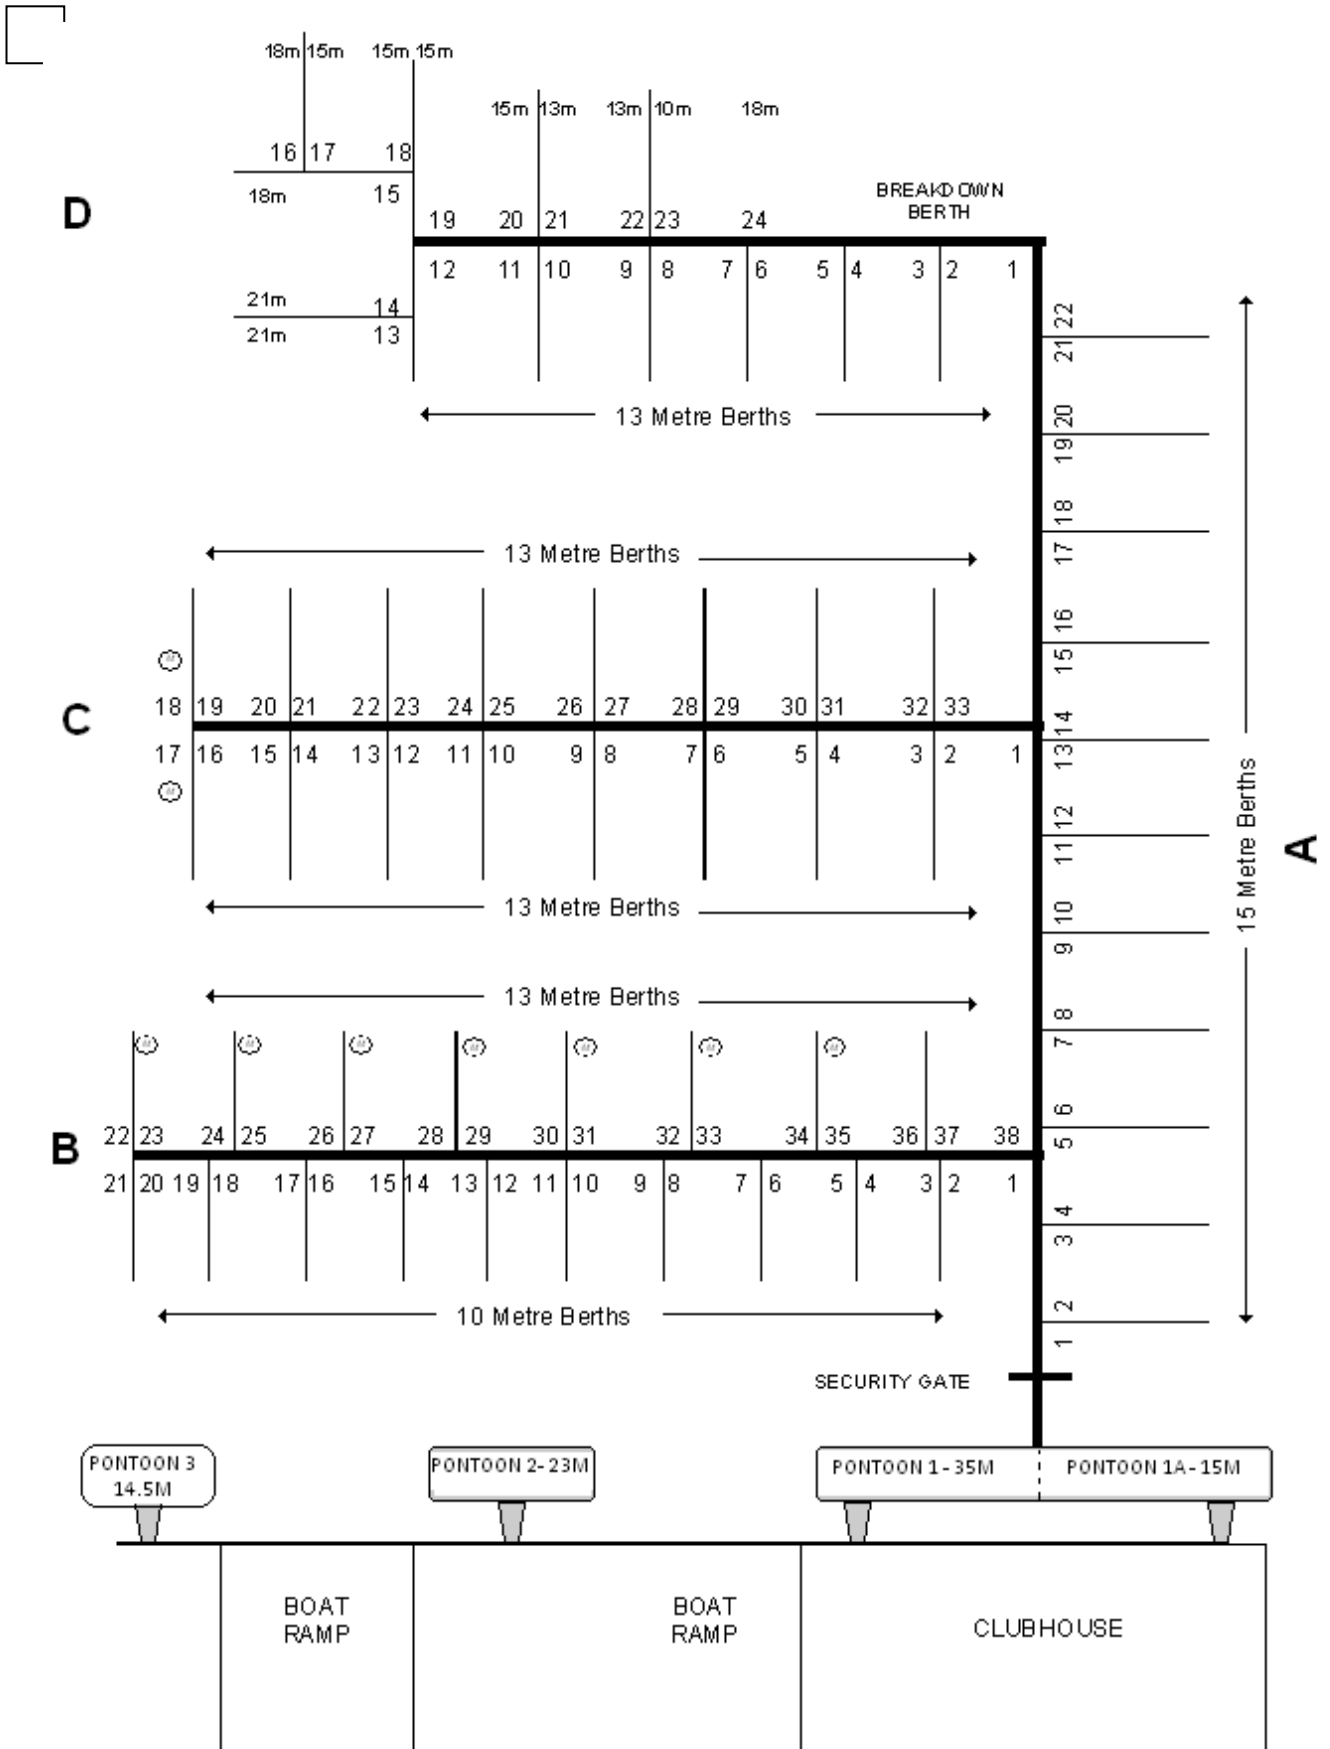 18m 15m 15m 15m
15m 13m 13m 10m 18m
16 17 18
BREAKDOWN
BERTH
18m 15
D
19 20 21 22 23 24
12 11 10 9 8 7 6 5 4 3 2 1
21m 14
21m 13
22
21
13 Metre Berths
20
19
18
17
13 Metre Berths
16
15
C
18 19 20 21 22 23 24 25 26 27 28 29 30 31 32 33
14
17 16 15 14 13 12 11 10 9 8 7 6 5 4 3 2 1
13
12
11
15 Metre Berths
A
13 Metre Berths
10
9
13 Metre Berths
8
7
B
22 23 24 25 26 27 28 29 30 31 32 33 34 35 36 37 38
6
5
21 20 19 18 17 16 15 14 13 12 11 10 9 8 7 6 5 4 3 2 1
4
3
10 Metre Berths
2
1
SECURITY GATE
PONTOON 3
14.5M
PONTOON 2-23M
PONTOON 1-35M
PONTOON 1A-15M
BOAT
RAMP
BOAT
RAMP
CLUBHOUSE